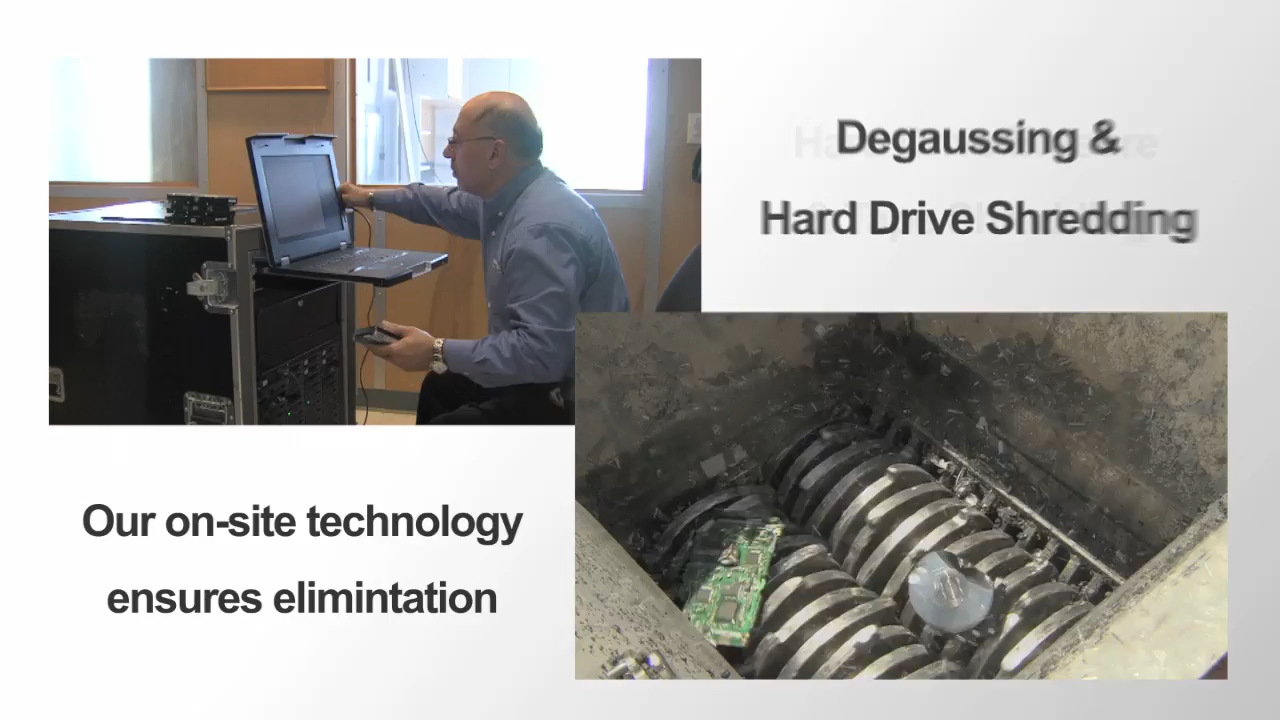 Degaussing &
Hard Drive Shredding
Our on-site technology
ensures elimintation